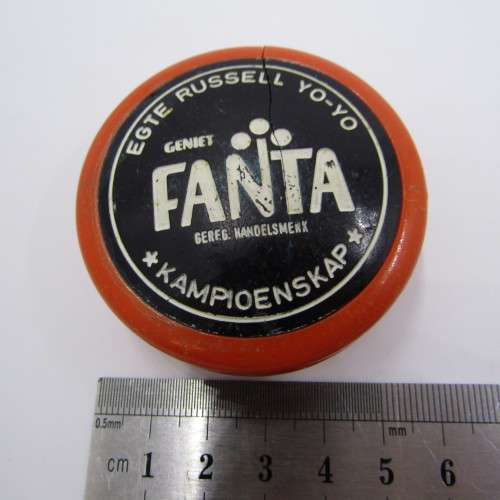 EGTE RUSSELL YO-YO
GENIET
FANTA
GEREG. HANDELSMERK
★ KAMPIOENSKAP ★
0.5mm
mm
cm 1 2 3 4 5 6